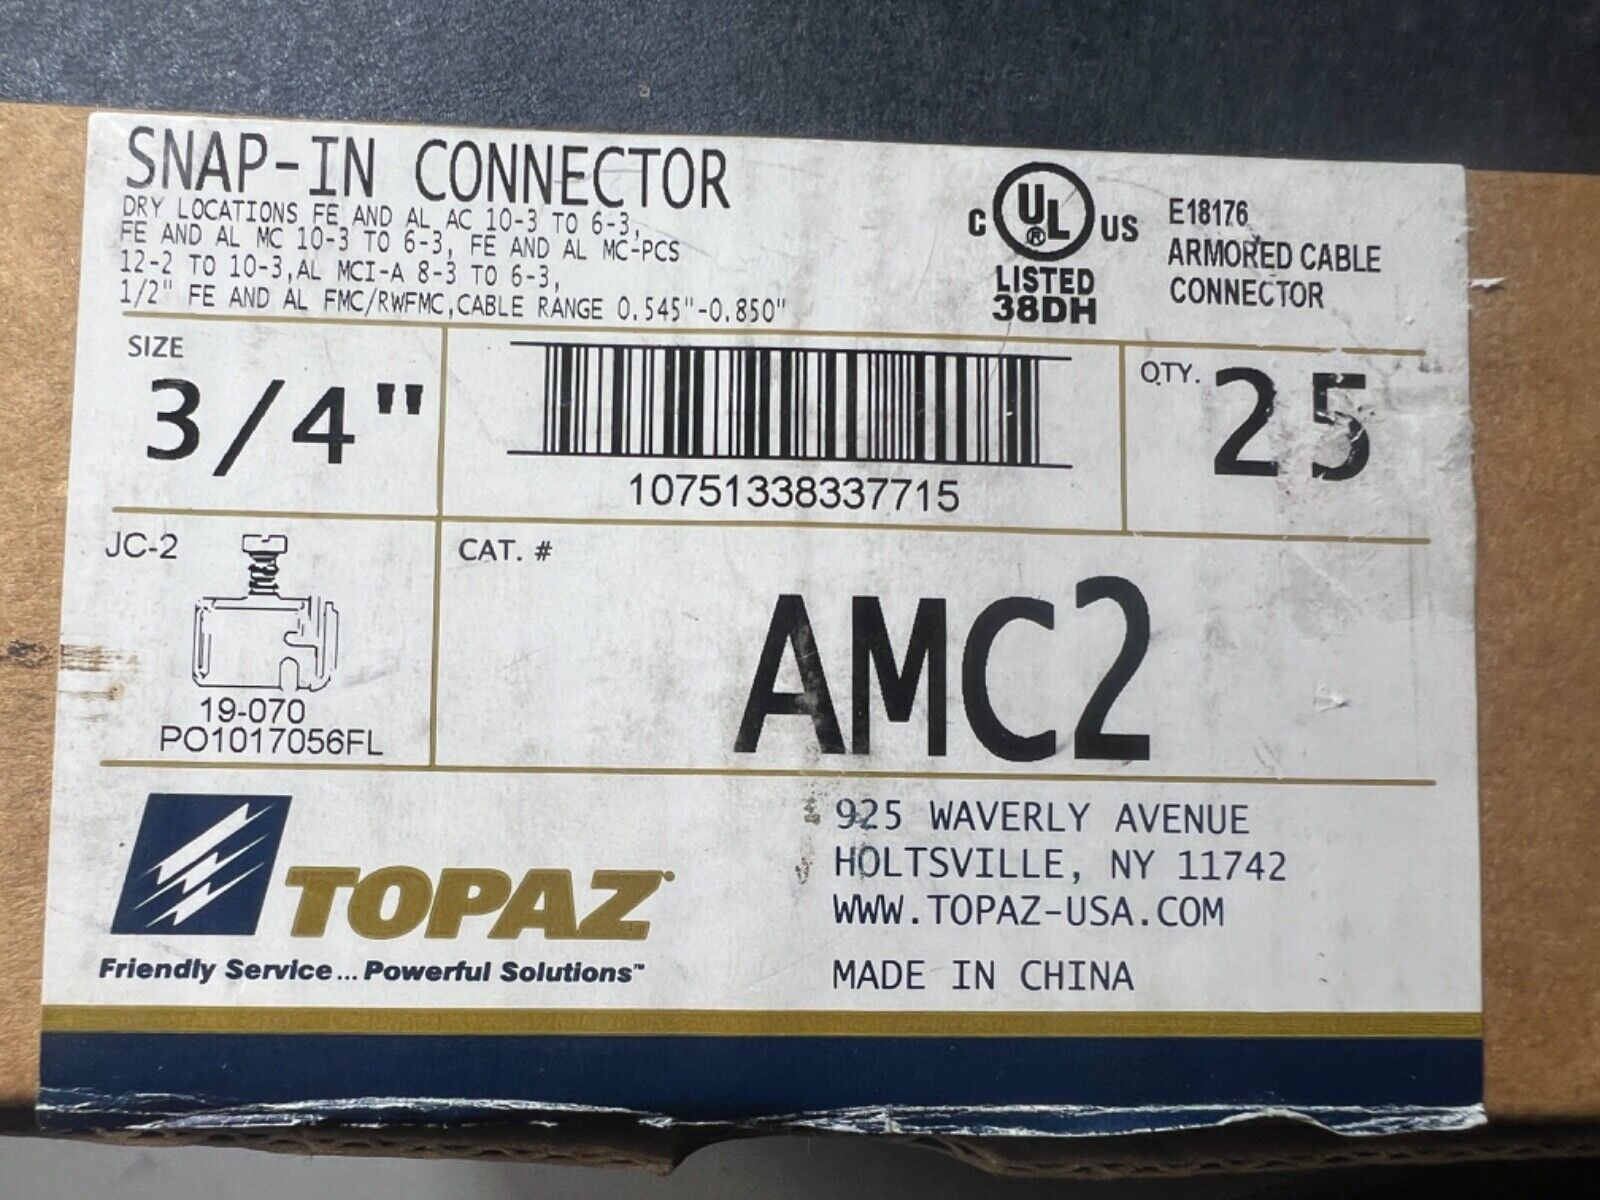 SNAP-IN CONNECTOR
DRY LOCATIONS FE AND AL AC 10-3 TO 6-3,
FE AND AL MC 10-3 TO 6-3, FE AND AL MC-PCS
12-2 TO 10-3,AL MCI-A 8-3 TO 6-3,
1/2" FE AND AL FMC/RWFMC,CABLE RANGE 0.545"-0.850"
C UL ® US
LISTED
38DH
E18176
ARMORED CABLE
CONNECTOR
SIZE
3/4"
10751338337715
QTY. 25
JC-2
19-070
PO1017056FL
CAT. #
AMC2
TOPAZ
Friendly Service... Powerful Solutions™
925 WAVERLY AVENUE
HOLTSVILLE, NY 11742
WWW.TOPAZ-USA.COM
MADE IN CHINA